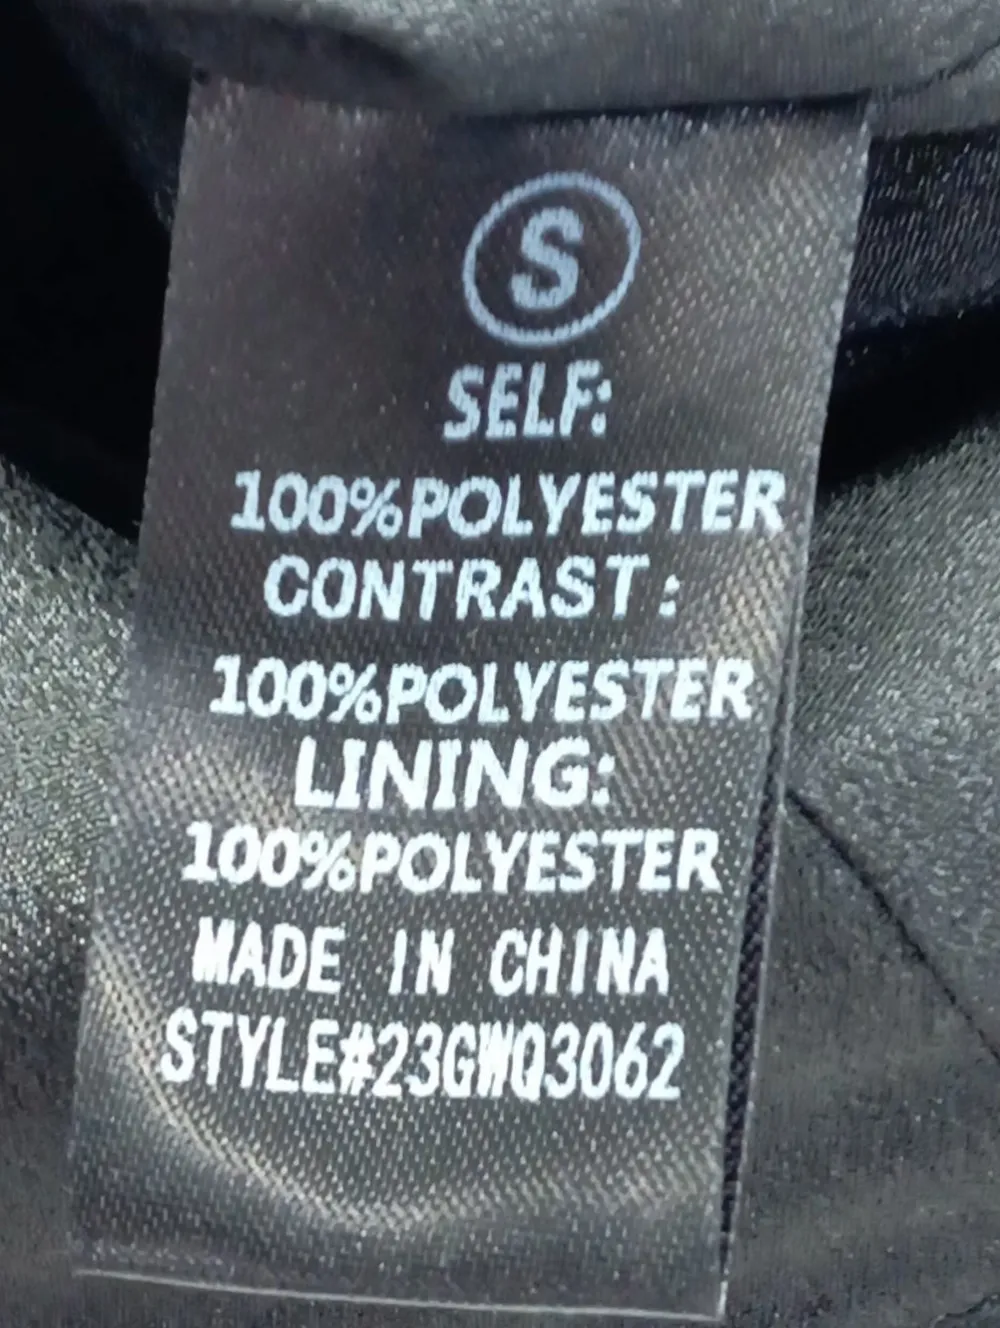 S
SELF:
100%POLYESTER
CONTRAST:
100%POLYESTER
LINING:
100%POLYESTER
MADE IN CHINA
STYLE#23GWQ3062